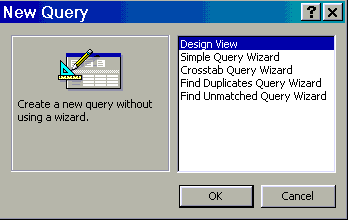 New Query
Create a new query without
using a wizard.
Design View
Simple Query Wizard
Crosstab Query Wizard
Find Duplicates Query Wizard
Find Unmatched Query Wizard
OK
Cancel